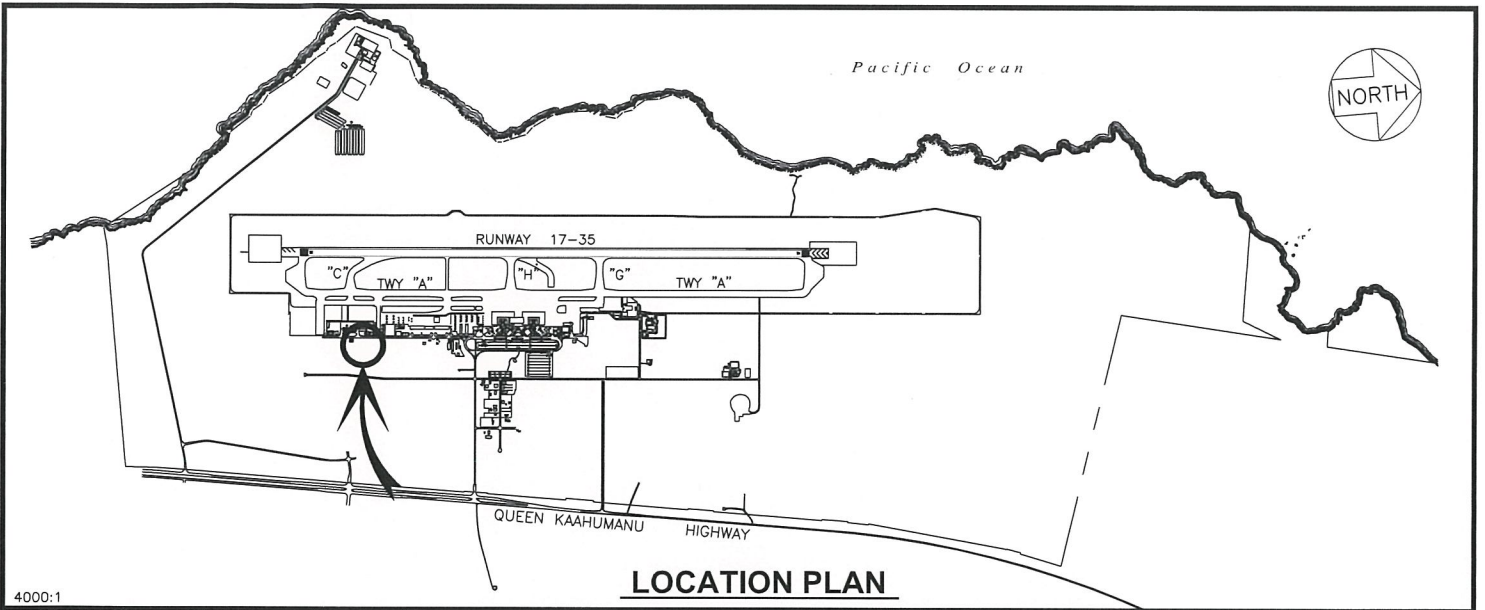 Pacific Ocean
NORTH
RUNWAY 17-35
"C"
TWY "A"
"H"
"G"
TWY "A"
QUEEN KAAHUMANU HIGHWAY
LOCATION PLAN
4000:1